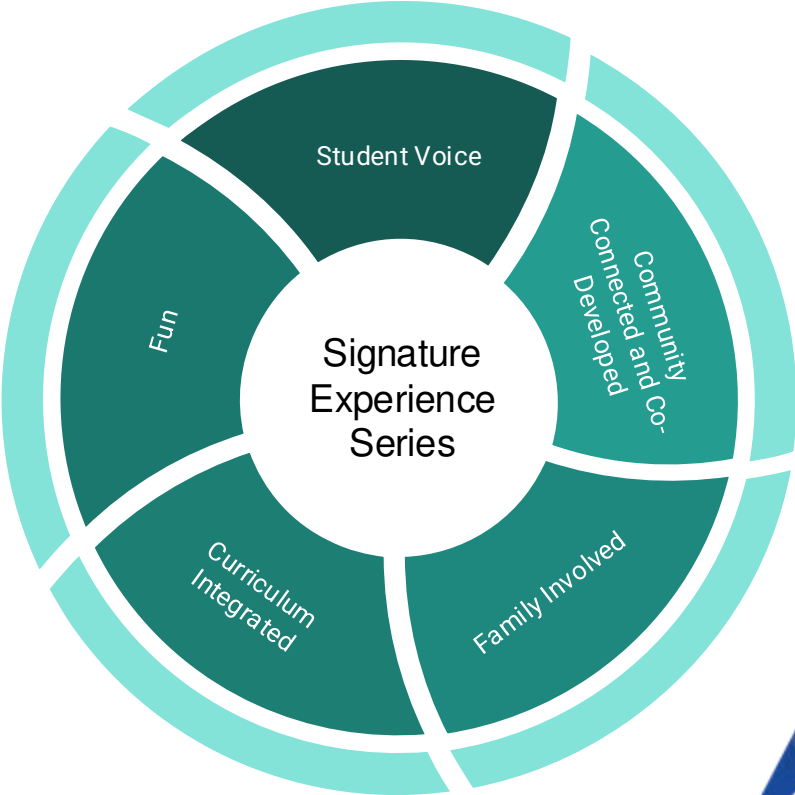 Student Voice
Community
Connected and Co-
Developed
Family Involved
Curriculum
Integrated
Fun
Signature
Experience
Series